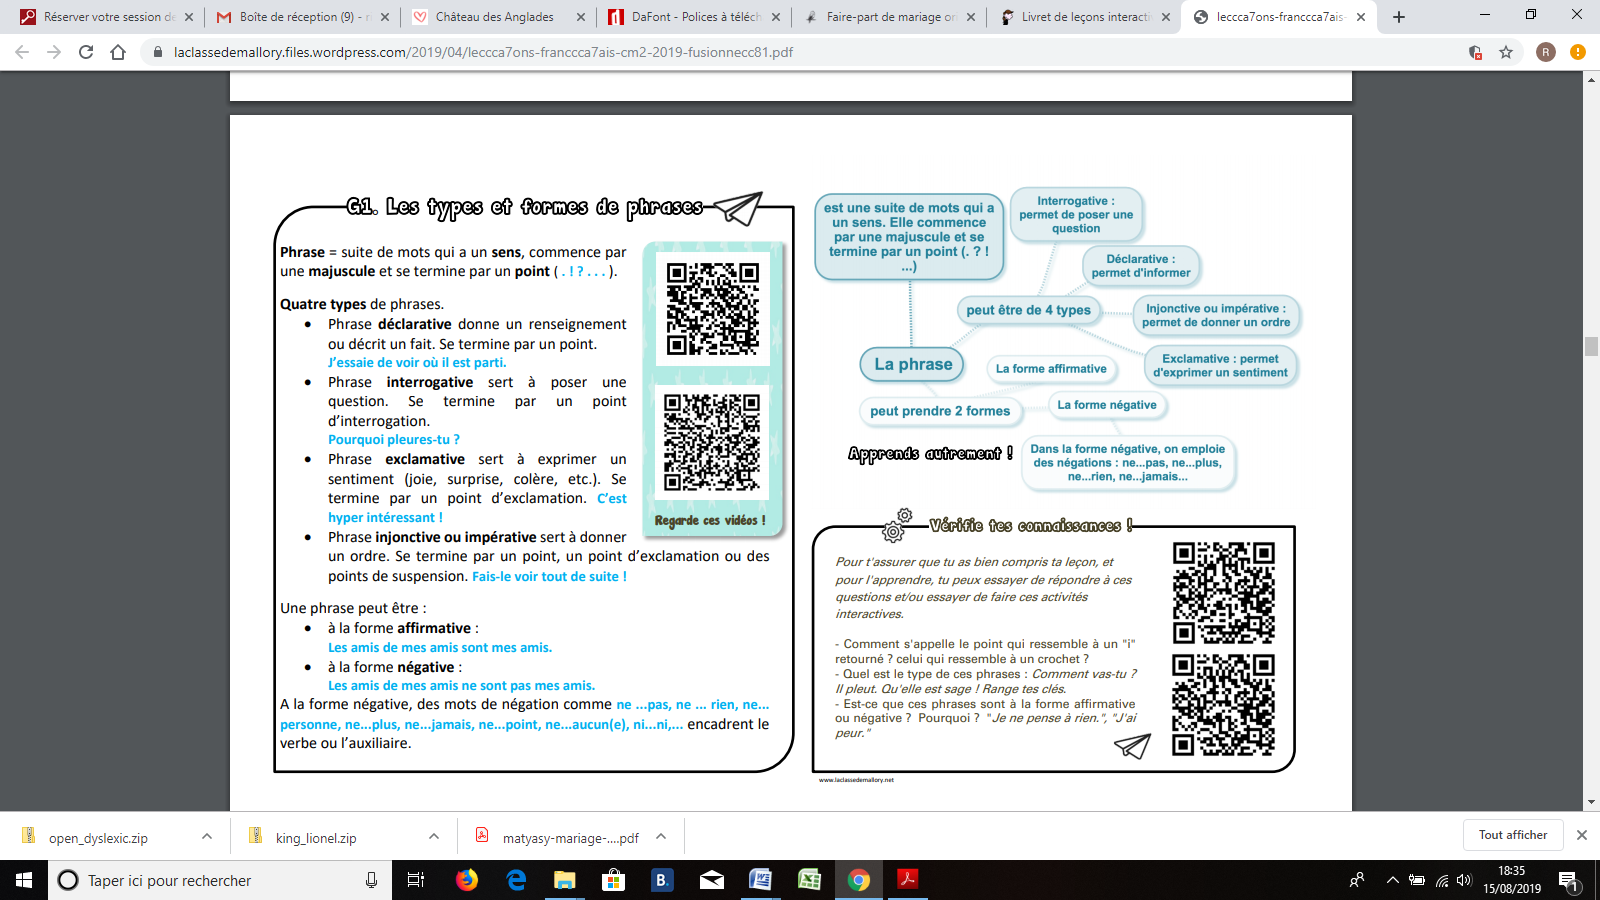 Réserver votre session de
Boîte de réception (9) - r
Château des Anglades
DaFont - Polices à téléch
Faire-part de mariage or
Livret de leçons interactiv
leccca7ons-franccca7ais-
laclassedemallory.files.wordpress.com/2019/04/leccca7ons-franccca7ais-cm2-2019-fusionnecc81.pdf
R
G1. Les types et formes de phrases
Phrase = suite de mots qui a un sens, commence par
une majuscule et se termine par un point ( . ! ? . . . ).
Quatre types de phrases.
• Phrase déclarative donne un renseignement
ou décrit un fait. Se termine par un point.
J’essaie de voir où il est parti.
• Phrase interrogative sert à poser une
question. Se termine par un point
d’interrogation.
Pourquoi pleures-tu ?
• Phrase exclamative sert à exprimer un
sentiment (joie, surprise, colère, etc.). Se
termine par un point d’exclamation. C’est
hyper intéressant !
• Phrase injonctive ou impérative sert à donner
un ordre. Se termine par un point, un point d’exclamation ou des
points de suspension. Fais-le voir tout de suite !
Une phrase peut être :
• à la forme affirmative :
Les amis de mes amis sont mes amis.
• à la forme négative :
Les amis de mes amis ne sont pas mes amis.
A la forme négative, des mots de négation comme ne ...pas, ne ... rien, ne...
personne, ne...plus, ne...jamais, ne...point, ne...aucun(e), ni...ni,... encadrent le
verbe ou l’auxiliaire.
Regarde ces vidéos !
est une suite de mots qui a
un sens. Elle commence
par une majuscule et se
termine par un point (. ? !
...)
Interrogative :
permet de poser une
question
Déclarative :
permet d'informer
peut être de 4 types
Injonctive ou impérative :
permet de donner un ordre
Exclamative : permet
d'exprimer un sentiment
La phrase
La forme affirmative
peut prendre 2 formes
La forme négative
Apprends autrement !
Dans la forme négative, on emploie
des négations : ne...pas, ne...plus,
ne...rien, ne...jamais...
Vérifie tes connaissances !
Pour t'assurer que tu as bien compris ta leçon, et
pour l'apprendre, tu peux essayer de répondre à ces
questions et/ou essayer de faire ces activités
interactives.
- Comment s'appelle le point qui ressemble à un "i"
retourné ? celui qui ressemble à un crochet ?
- Quel est le type de ces phrases : Comment vas-tu ?
Il pleut. Qu'elle est sage ! Range tes clés.
- Est-ce que ces phrases sont à la forme affirmative
ou négative ? Pourquoi ? "Je ne pense à rien.", "J'ai
peur."
www.laclassedemallory.net
open_dyslexic.zip
king_lionel.zip
matyasy-mariage-....pdf
Tout afficher
Taper ici pour rechercher
18:35
15/08/2019
1